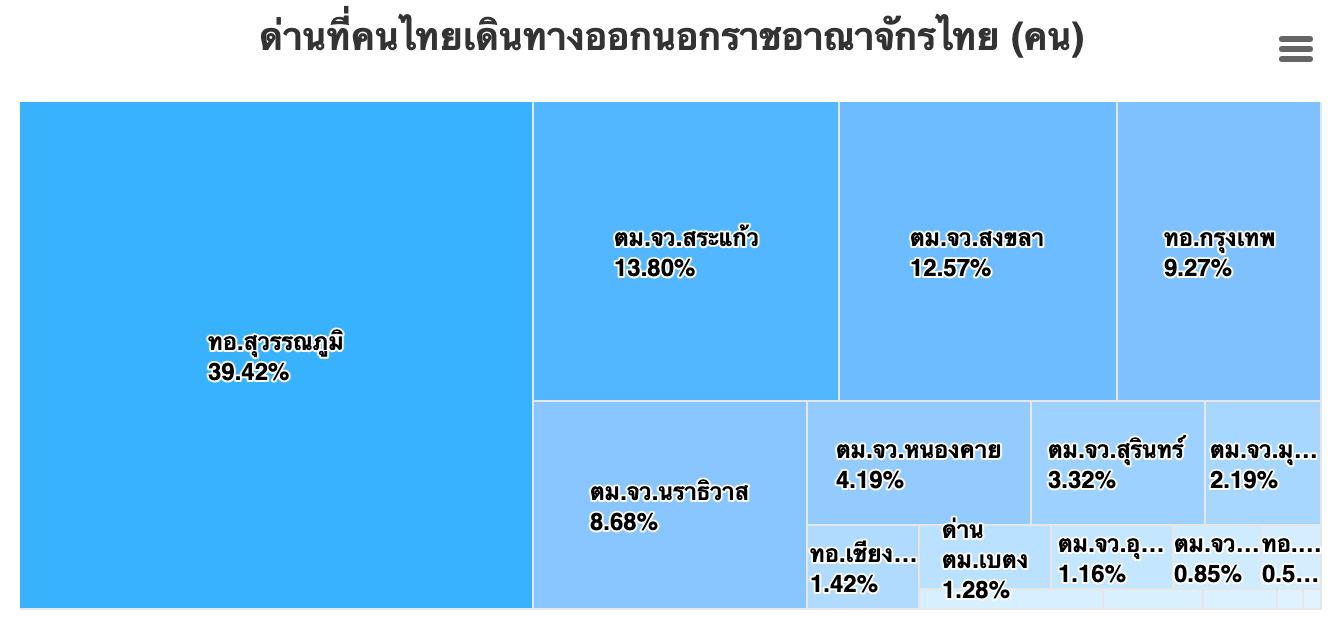 ด่านที่คนไทยเดินทางออกนอกราชอาณาจักรไทย (คน)
ทอ.สุวรรณภูมิ
39.42%
ตม.จว.สระแก้ว
13.80%
ตม.จว.สงขลา
12.57%
ทอ.กรุงเทพ
9.27%
ตม.จว.นราธิวาส
8.68%
ตม.จว.หนองคาย
4.19%
ตม.จว.สุรินทร์
3.32%
ตม.จว.มุ...
2.19%
ทอ.เชียง...
1.42%
ด่าน
ตม.เบตง
1.28%
ตม.จว.อุ...
1.16%
ตม.จว...
0.85%
ทอ....
0.5...